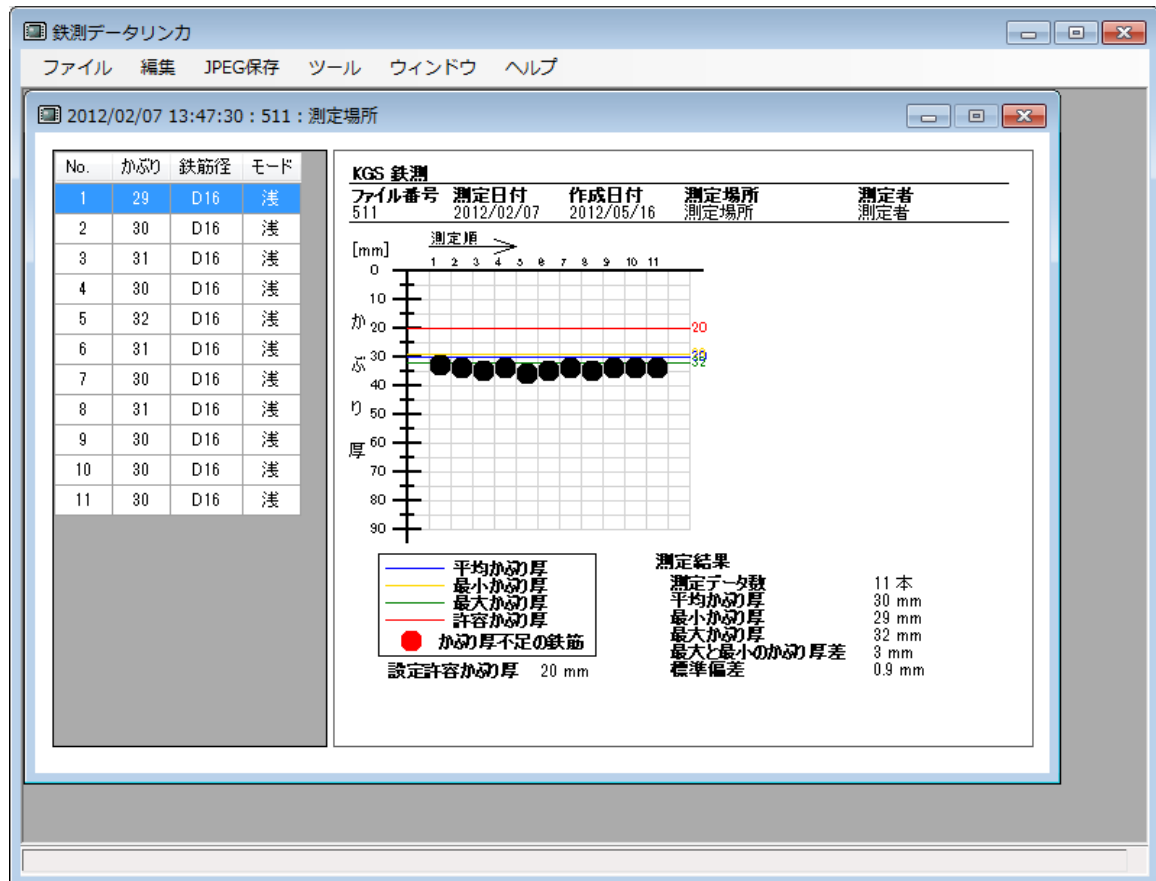 鉄測データリンカ
ファイル 編集 JPEG保存 ツール ウィンドウ ヘルプ
2012/02/07 13:47:30 : 511 : 測定場所
No. かぶり 鉄筋径 モード
1 29 D16 浅
2 30 D16 浅
3 31 D16 浅
4 30 D16 浅
5 32 D16 浅
6 31 D16 浅
7 30 D16 浅
8 31 D16 浅
9 30 D16 浅
10 30 D16 浅
11 30 D16 浅
KGS 鉄測
ファイル番号 測定日付 作成日付 測定場所 測定者
511 2012/02/07 2012/05/16 測定場所 測定者
測定順
[mm]
1 2 3 4 5 6 7 8 9 10 11
0
10
20
30
40
50
60
70
80
90
かぶり厚
20
32
平均かぶり厚
最小かぶり厚
最大かぶり厚
許容かぶり厚
かぶり厚不足の鉄筋
設定許容かぶり厚 20 mm
測定結果
測定データ数 11 本
平均かぶり厚 30 mm
最小かぶり厚 29 mm
最大かぶり厚 32 mm
最大と最小のかぶり厚差 3 mm
標準偏差 0.9 mm